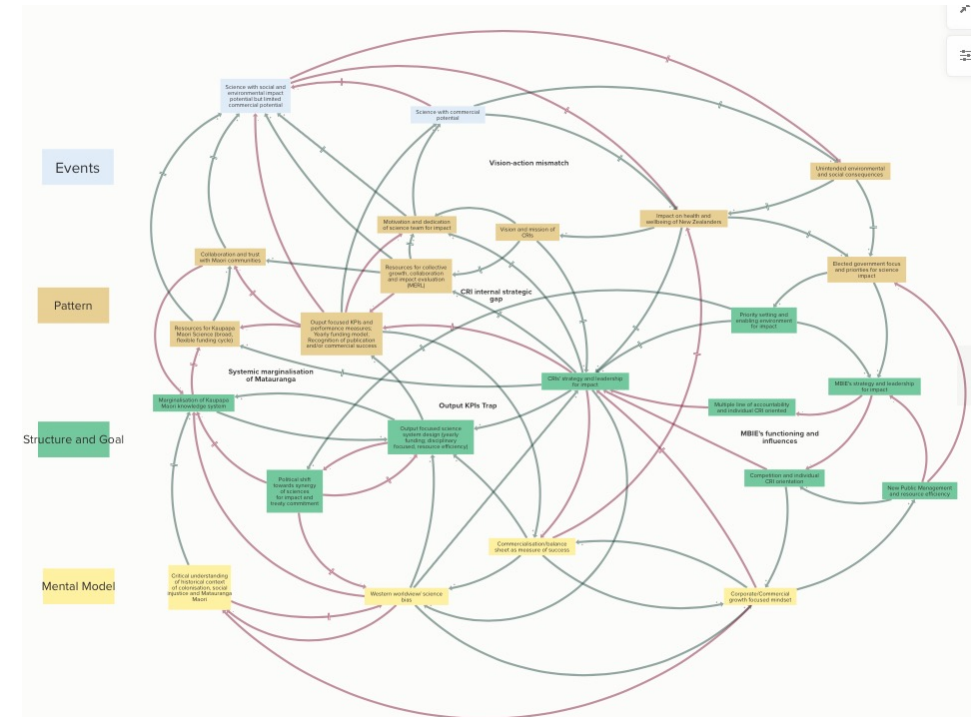 Science with social and
environmental impact
potential but limited
commercial potential
Science with commercial
potential
Events
Vision-action mismatch
Unintended environmental
and social consequences
Motivation and dedication
of science team for impact
Vision and mission of
CRIs
Impact on health and
wellbeing of New Zealanders
Collaboration and trust
with Maori communities
Resources for collective
growth, collaboration
and impact evaluation
(MERL)
Elected government focus
and priorities for science
impact
CRI internal strategic
gap
Pattern
Resources for Kaupapa
Maori Science (broad,
flexible funding cycle)
Ouput focused KPIs and
performance measures,
Yearly funding model,
Recognition of publication
and/or commercial success
Priority setting and
enabling environment
for impact
Systemic marginalisation
of Matauranga
CRIs' strategy and leadership
for impact
MBIE's strategy and leadership
for impact
Marginalisation of Kaupapa
Maori knowledge system
Output KPIs Trap
Multiple line of accountability
and individual CRI oriented
Structure and Goal
Output focused science
system design (yearly
funding, disciplinary
focused, resource efficiency)
MBIE's functioning and
influences
Political shift
towards synergy
of sciences
for impact and
treaty commitment
Competition and individual
CRI orientation
New Public Management
and resource efficiency
Commercialisation/balance
sheet as measure of success
Mental Model
Critical understanding
of historical context
of colonisation, social
injustice and Matauranga
Maori
Western worldview/ science
bias
Corporate/Commercial
growth focused mindset